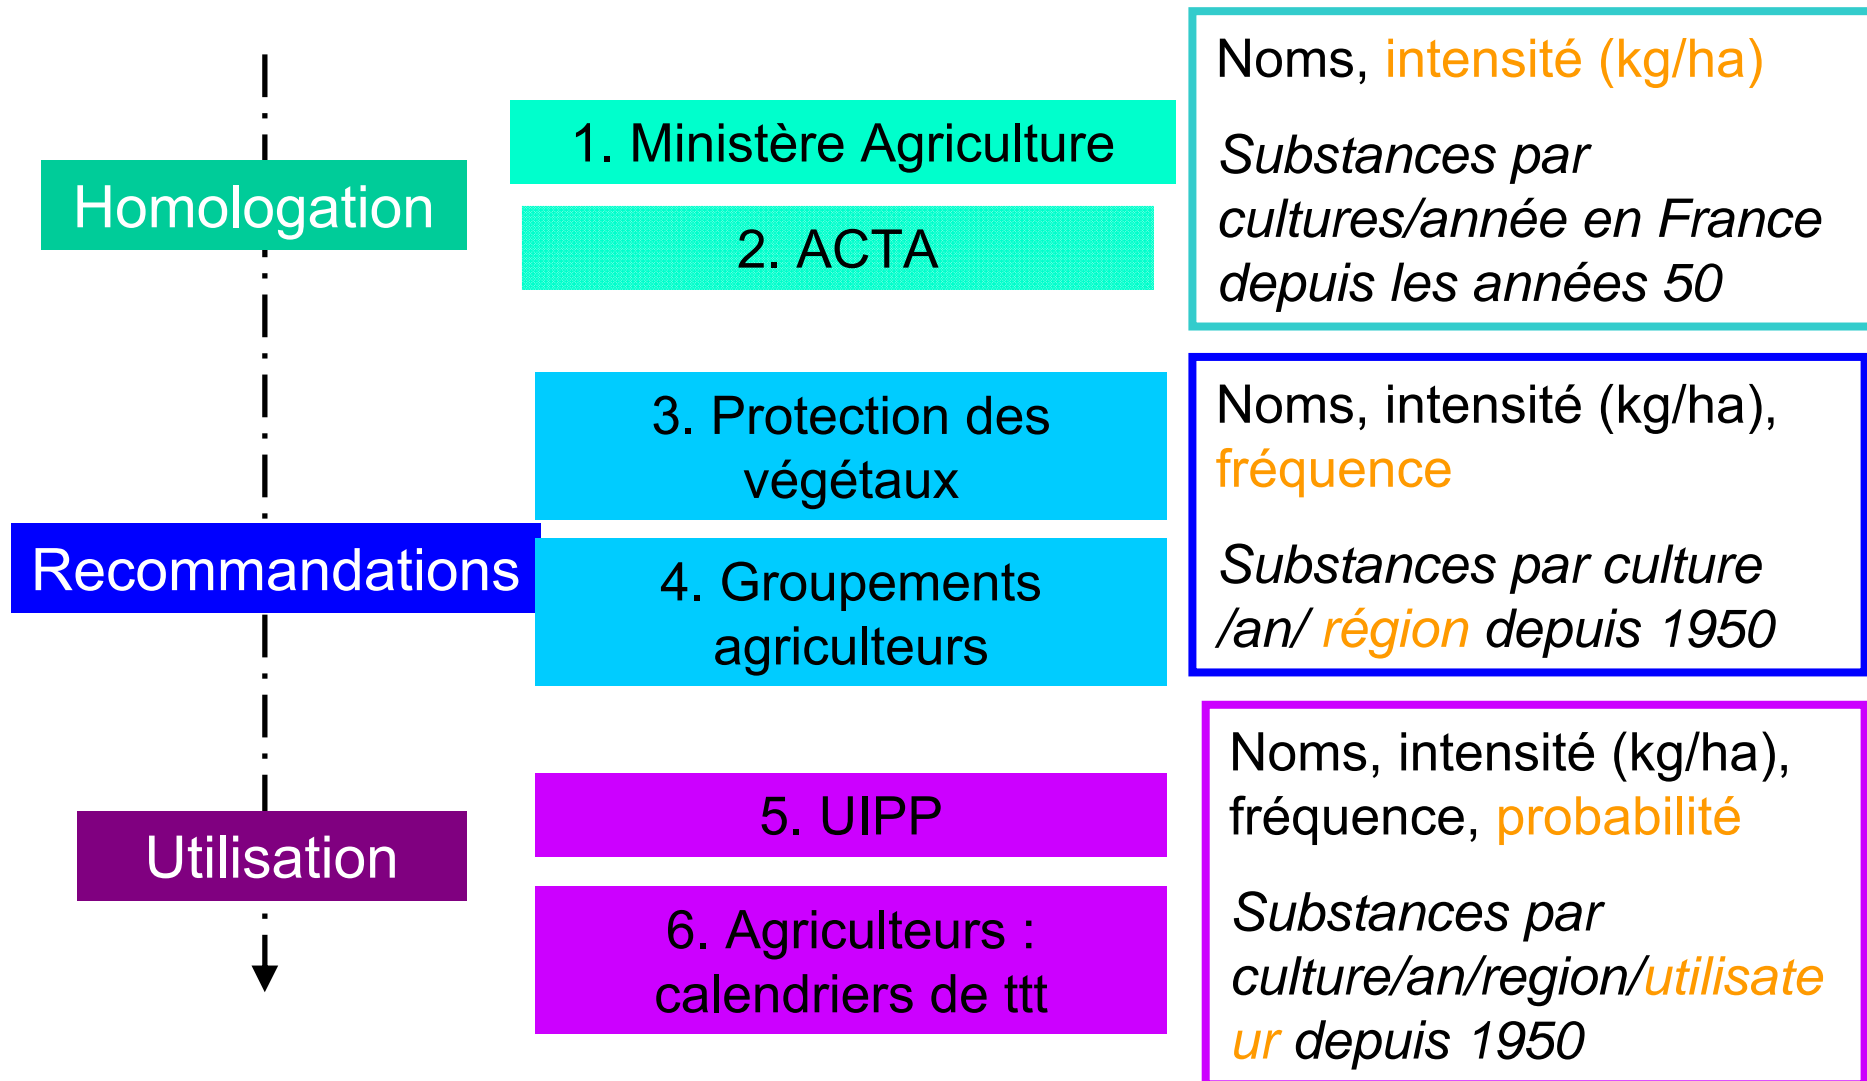 Homologation
1. Ministère Agriculture
2. ACTA
Noms, intensité (kg/ha)
Substances par
cultures/année en France
depuis les années 50
Recommandations
3. Protection des
végétaux
4. Groupements
agriculteurs
Noms, intensité (kg/ha),
fréquence
Substances par culture
/an/ région depuis 1950
Utilisation
5. UIPP
6. Agriculteurs :
calendriers de ttt
Noms, intensité (kg/ha),
fréquence, probabilité
Substances par
culture/an/region/utilisate
ur depuis 1950